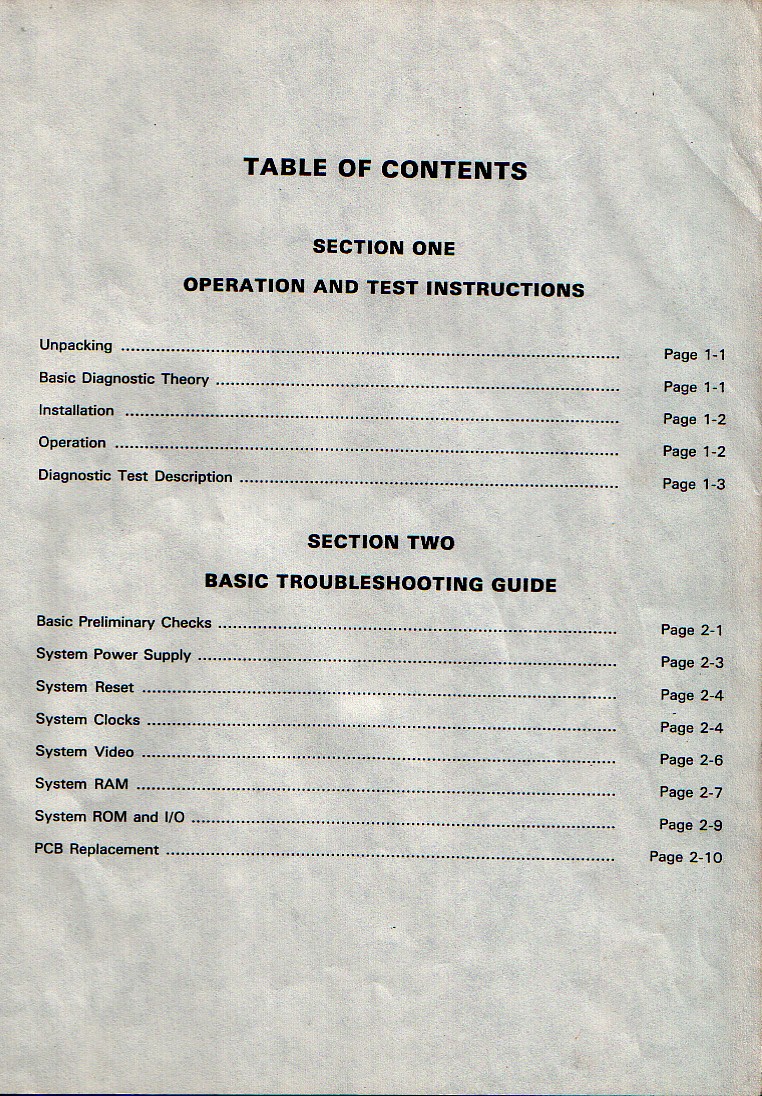 TABLE OF CONTENTS
SECTION ONE
OPERATION AND TEST INSTRUCTIONS
Unpacking ........ Page 1-1
Basic Diagnostic Theory ........ Page 1-1
Installation ........ Page 1-2
Operation ........ Page 1-2
Diagnostic Test Description ........ Page 1-3
SECTION TWO
BASIC TROUBLESHOOTING GUIDE
Basic Preliminary Checks ........ Page 2-1
System Power Supply ........ Page 2-3
System Reset ........ Page 2-4
System Clocks ........ Page 2-4
System Video ........ Page 2-6
System RAM ........ Page 2-7
System ROM and I/O ........ Page 2-9
PCB Replacement ........ Page 2-10